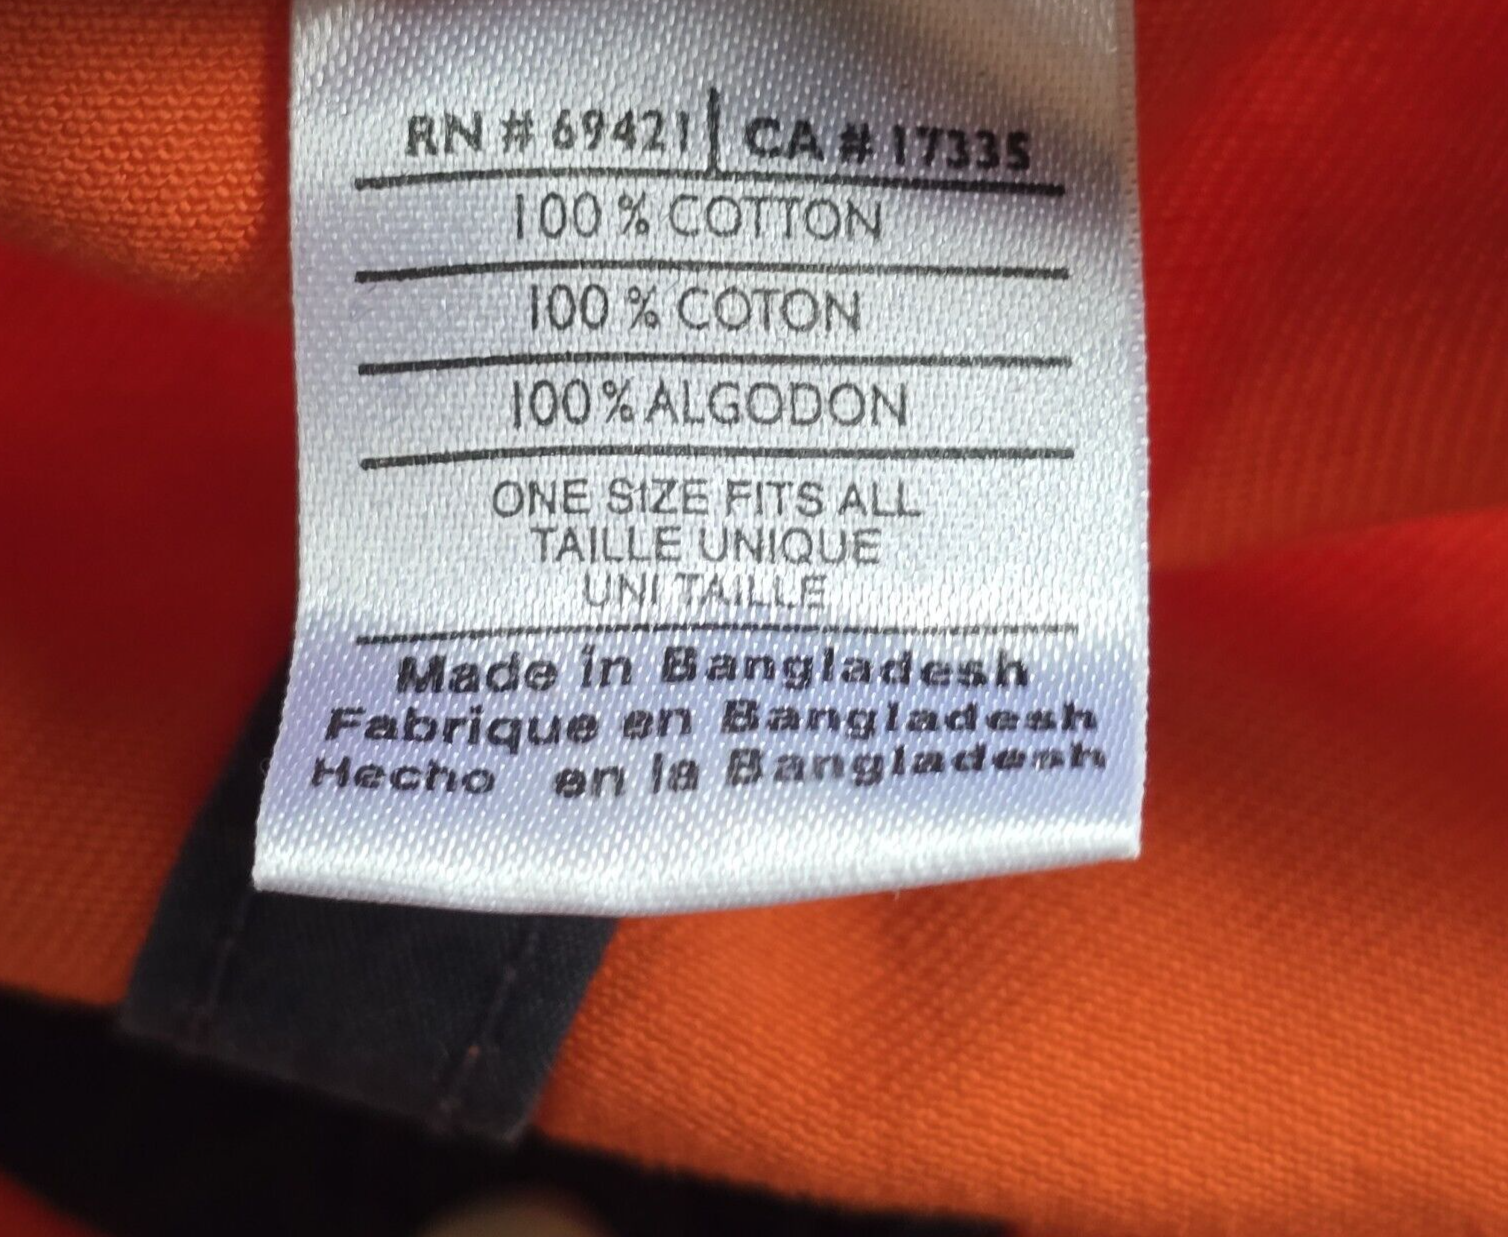 RN # 69421 | CA # 17335
100 % COTTON
100 % COTON
100% ALGODON
ONE SIZE FITS ALL
TAILLE UNIQUE
UNI TAILLE
Made in Bangladesh
Fabrique en Bangladesh
Hecho en la Bangladesh